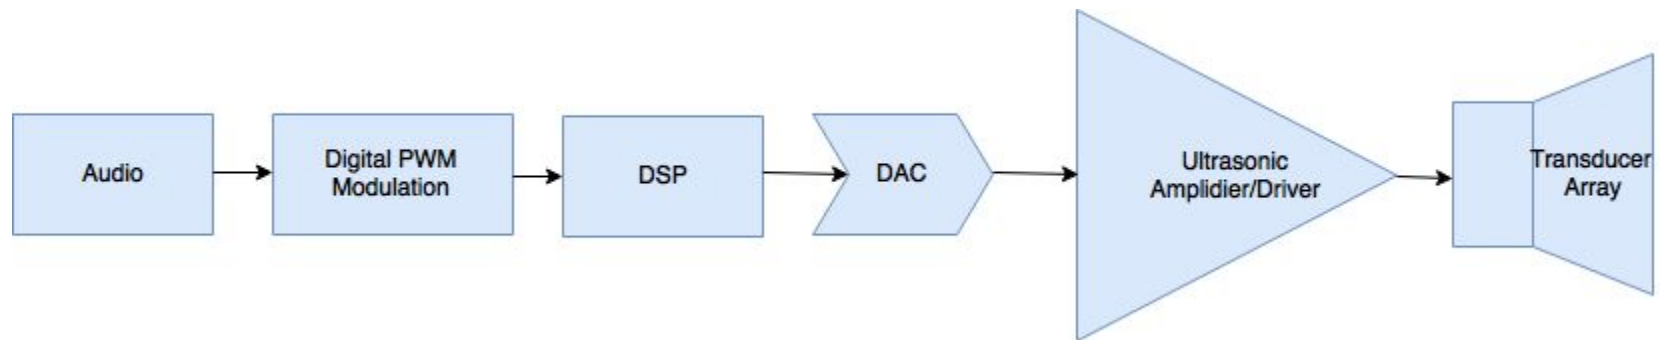 Audio
Digital PWM
Modulation
DSP
DAC
Ultrasonic
Amplidier/Driver
Transducer
Array